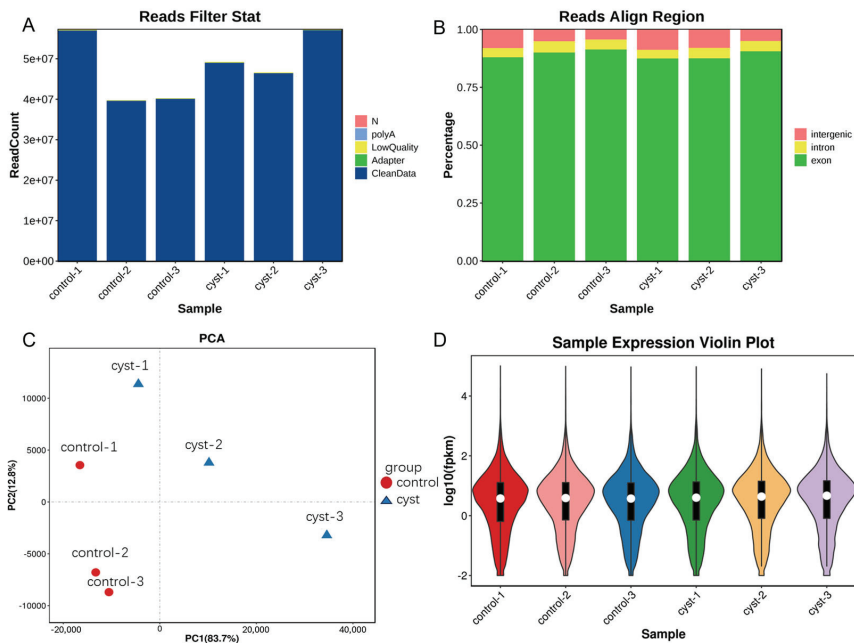 A
Reads Filter Stat
ReadCount
5e+07
4e+07
3e+07
2e+07
1e+07
0e+00
control-1
control-2
control-3
cyst-1
cyst-2
cyst-3
Sample
N
polyA
LowQuality
Adapter
CleanData
B
Reads Align Region
Percentage
1.00
0.75
0.50
0.25
0.00
control-1
control-2
control-3
cyst-1
cyst-2
cyst-3
Sample
intergenic
intron
exon
C
PCA
PC2(12.8%)
10000
5000
0
-5000
-10000
cyst-1
control-1
cyst-2
cyst-3
control-2
control-3
-20,000
0
20,000
40,000
PC1(83.7%)
group
control
cyst
D
Sample Expression Violin Plot
log10(fpkm)
4
2
0
-2
control-1
control-2
control-3
cyst-1
cyst-2
cyst-3
Sample